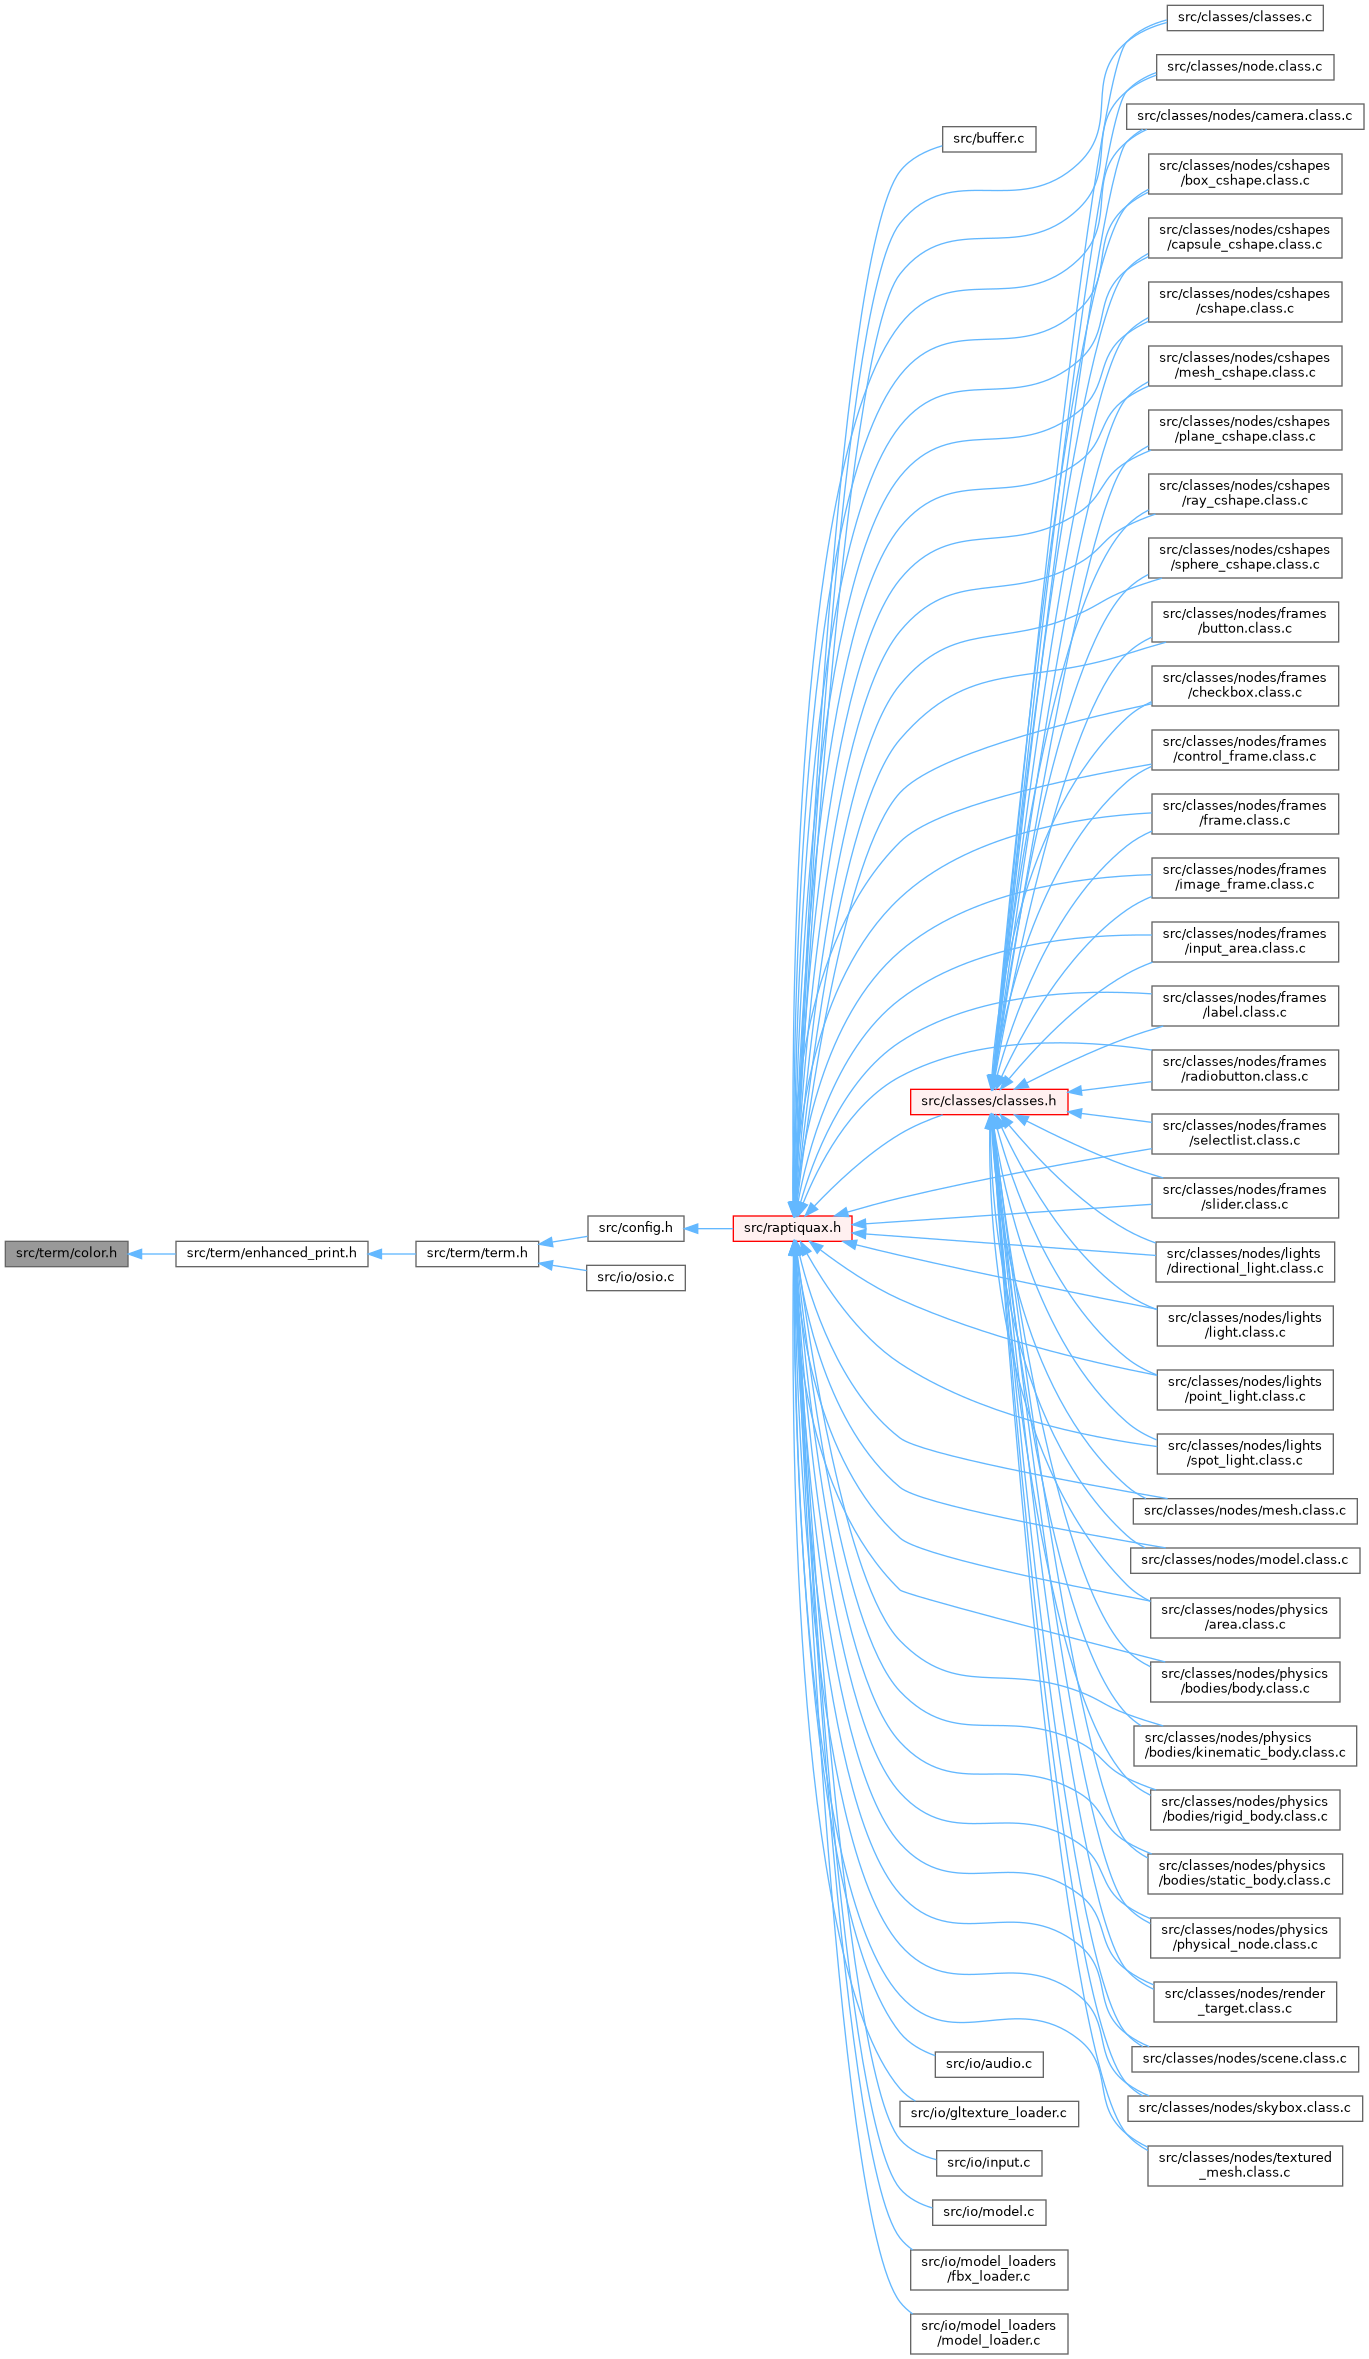 src/classes/classes.c
src/classes/node.class.c
src/classes/nodes/camera.class.c
src/buffer.c
src/classes/nodes/cshapes
/box_cshape.class.c
src/classes/nodes/cshapes
/capsule_cshape.class.c
src/classes/nodes/cshapes
/cshape.class.c
src/classes/nodes/cshapes
/mesh_cshape.class.c
src/classes/nodes/cshapes
/plane_cshape.class.c
src/classes/nodes/cshapes
/ray_cshape.class.c
src/classes/nodes/cshapes
/sphere_cshape.class.c
src/classes/nodes/frames
/button.class.c
src/classes/nodes/frames
/checkbox.class.c
src/classes/nodes/frames
/control_frame.class.c
src/classes/nodes/frames
/frame.class.c
src/classes/nodes/frames
/image_frame.class.c
src/classes/nodes/frames
/input_area.class.c
src/classes/nodes/frames
/label.class.c
src/classes/nodes/frames
/radiobutton.class.c
src/classes/classes.h
src/classes/nodes/frames
/selectlist.class.c
src/classes/nodes/frames
/slider.class.c
src/term/color.h
src/term/enhanced_print.h
src/term/term.h
src/config.h
src/io/osio.c
src/raptiquax.h
src/classes/nodes/lights
/directional_light.class.c
src/classes/nodes/lights
/light.class.c
src/classes/nodes/lights
/point_light.class.c
src/classes/nodes/lights
/spot_light.class.c
src/classes/nodes/mesh.class.c
src/classes/nodes/model.class.c
src/classes/nodes/physics
/area.class.c
src/classes/nodes/physics
/bodies/body.class.c
src/classes/nodes/physics
/bodies/kinematic_body.class.c
src/classes/nodes/physics
/bodies/rigid_body.class.c
src/classes/nodes/physics
/bodies/static_body.class.c
src/classes/nodes/physics
/physical_node.class.c
src/classes/nodes/render
_target.class.c
src/classes/nodes/scene.class.c
src/io/audio.c
src/classes/nodes/skybox.class.c
src/io/gltexture_loader.c
src/classes/nodes/textured
_mesh.class.c
src/io/input.c
src/io/model.c
src/io/model_loaders
/fbx_loader.c
src/io/model_loaders
/model_loader.c